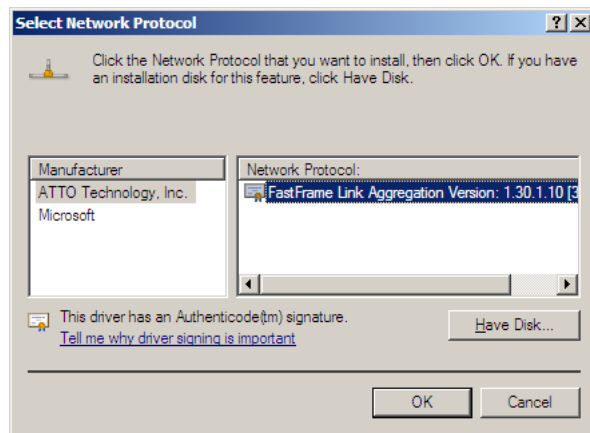 Select Network Protocol
Click the Network Protocol that you want to install, then click OK. If you have
an installation disk for this feature, click Have Disk.
Manufacturer
ATTO Technology, Inc.
Microsoft
Network Protocol:
FastFrame Link Aggregation Version: 1.30.1.10 [3
This driver has an Authenticode(tm) signature.
Tell me why driver signing is important
Have Disk...
OK
Cancel